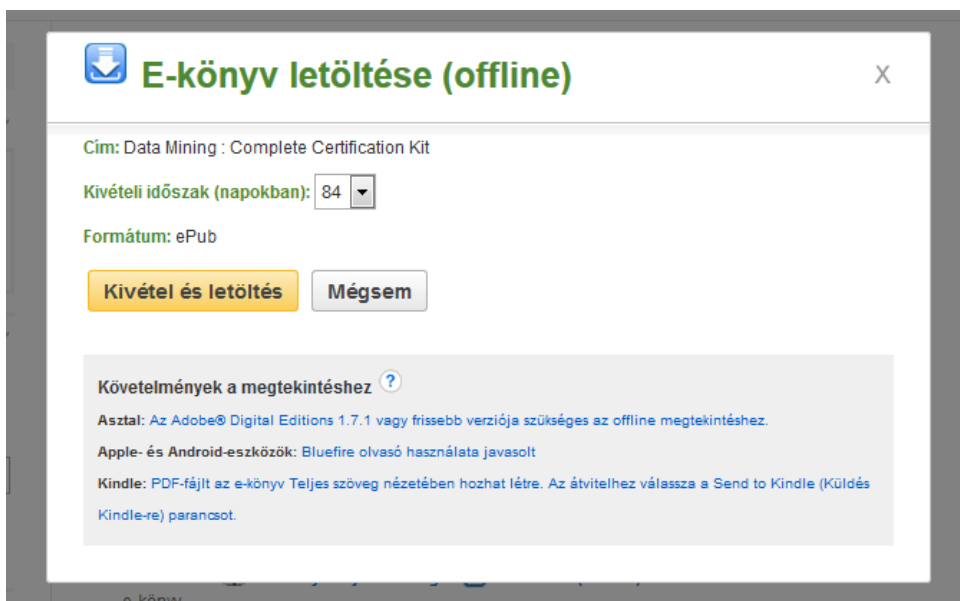 E-könyv letöltése (offline)
X
Cím: Data Mining : Complete Certification Kit
Kivételi időszak (napokban): 84
Formátum: ePub
Kivétel és letöltés Mégsem
Követelmények a megtekintéshez ?
Asztal: Az Adobe® Digital Editions 1.7.1 vagy frissebb verziója szükséges az offline megtekintéshez.
Apple- és Android-eszközök: Bluefire olvasó használata javasolt
Kindle: PDF-fájlt az e-könyv Teljes szöveg nézetében hozhat létre. Az átvitelhez válassza a Send to Kindle (Küldés
Kindle-re) parancsot.
e-könyv